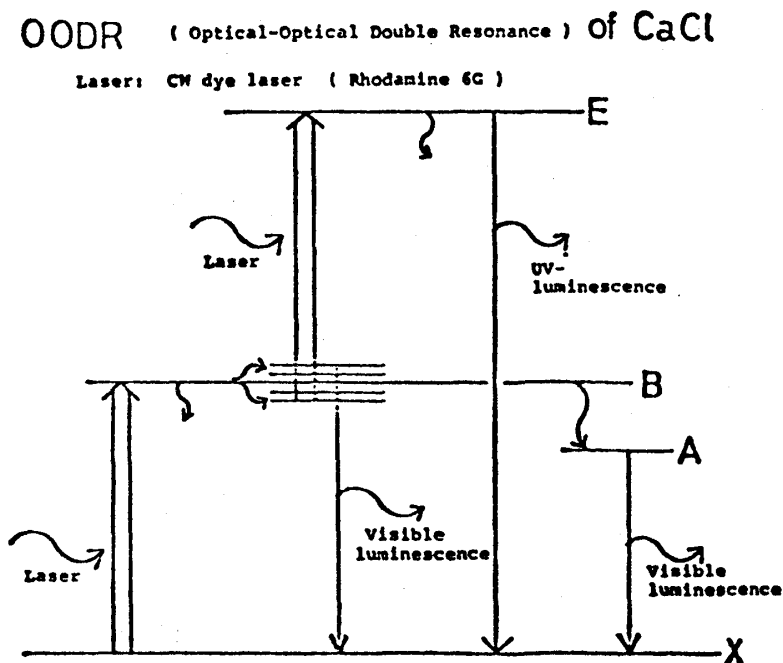 OODR ( Optical-Optical Double Resonance ) of CaCl
Laser: CW dye laser ( Rhodamine 6G )
E
Laser
UV-
luminescence
B
A
Visible
luminescence
Laser
Visible
luminescence
X